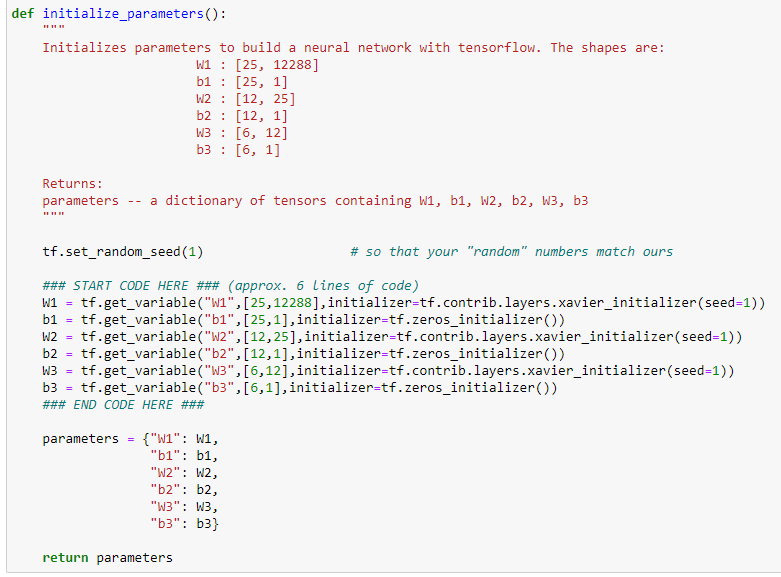 def initialize_parameters():
    """
    Initializes parameters to build a neural network with tensorflow. The shapes are:
                        W1 : [25, 12288]
                        b1 : [25, 1]
                        W2 : [12, 25]
                        b2 : [12, 1]
                        W3 : [6, 12]
                        b3 : [6, 1]
    Returns:
    parameters -- a dictionary of tensors containing W1, b1, W2, b2, W3, b3
    """
    tf.set_random_seed(1)                   # so that your "random" numbers match ours
    ### START CODE HERE ### (approx. 6 lines of code)
    W1 = tf.get_variable("W1",[25,12288],initializer=tf.contrib.layers.xavier_initializer(seed=1))
    b1 = tf.get_variable("b1",[25,1],initializer=tf.zeros_initializer())
    W2 = tf.get_variable("W2",[12,25],initializer=tf.contrib.layers.xavier_initializer(seed=1))
    b2 = tf.get_variable("b2",[12,1],initializer=tf.zeros_initializer())
    W3 = tf.get_variable("W3",[6,12],initializer=tf.contrib.layers.xavier_initializer(seed=1))
    b3 = tf.get_variable("b3",[6,1],initializer=tf.zeros_initializer())
    ### END CODE HERE ###
    parameters = {"W1": W1,
                  "b1": b1,
                  "W2": W2,
                  "b2": b2,
                  "W3": W3,
                  "b3": b3}
    return parameters